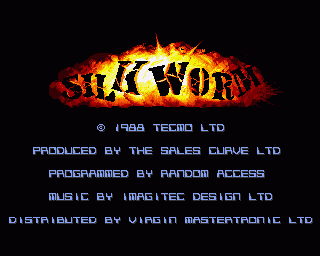 SILKWORM
© 1988 TECMO LTD
PRODUCED BY THE SALES CURVE LTD
PROGRAMMED BY RANDOM ACCESS
MUSIC BY IMAGITEC DESIGN LTD
DISTRIBUTED BY VIRGIN MASTERTRONIC LTD